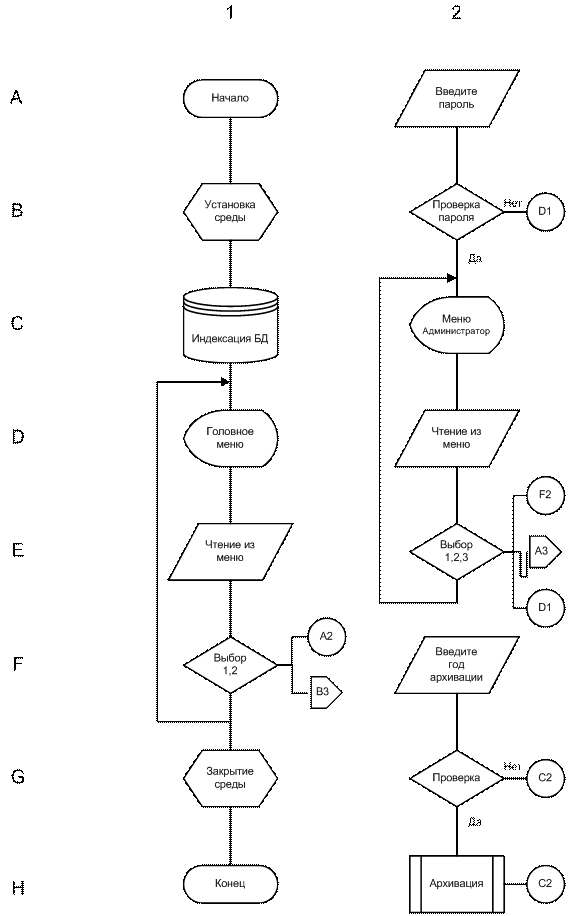 1
2
A
Начало
Введите
пароль
B
Установка
среды
Проверка
пароля
Нет
D1
Да
C
Индексация БД
Меню
Администратор
D
Головное
меню
Чтение из
меню
F2
E
Чтение из
меню
Выбор
1,2,3
A3
D1
F
Выбор
1,2
A2
B3
Введите
год
архивации
G
Закрытие
среды
Проверка
Нет
C2
Да
H
Конец
Архивация
C2